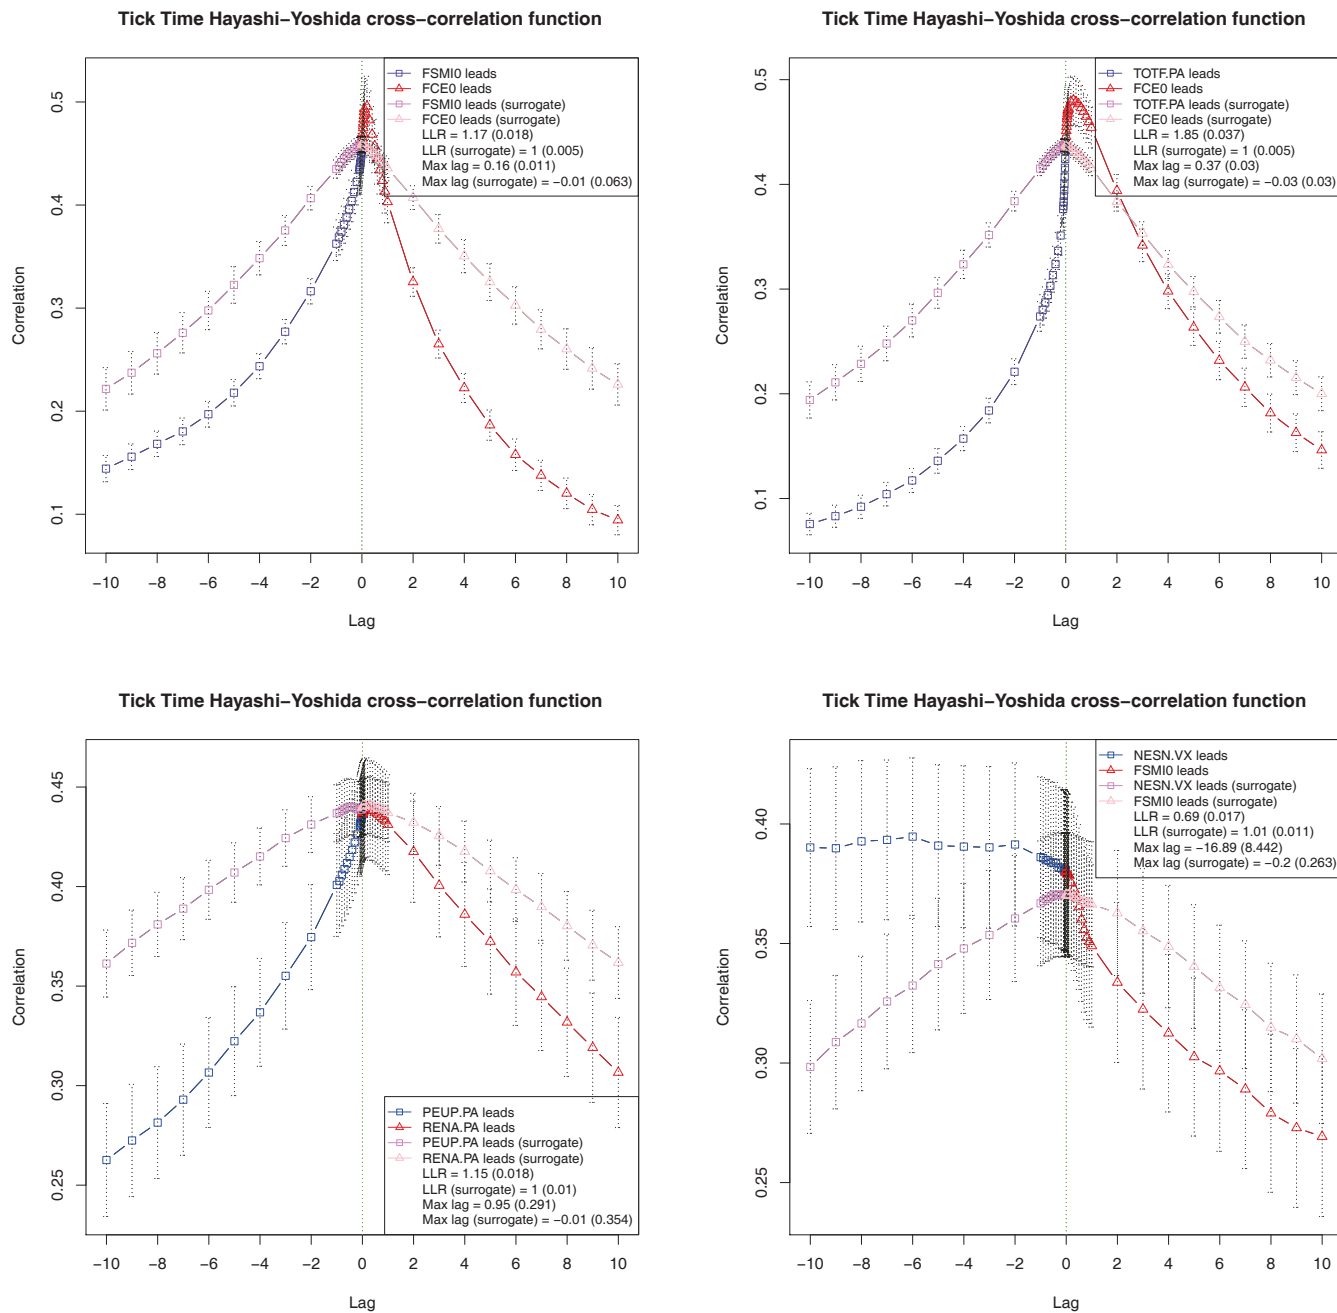 Tick Time Hayashi−Yoshida cross−correlation function
FSMI0 leads
FCE0 leads
FSMI0 leads (surrogate)
FCE0 leads (surrogate)
LLR = 1.17 (0.018)
LLR (surrogate) = 1 (0.005)
Max lag = 0.16 (0.011)
Max lag (surrogate) = −0.01 (0.063)
0.5
0.4
0.3
0.2
0.1
Correlation
−10 −8 −6 −4 −2 0 2 4 6 8 10
Lag
Tick Time Hayashi−Yoshida cross−correlation function
TOTF.PA leads
FCE0 leads
TOTF.PA leads (surrogate)
FCE0 leads (surrogate)
LLR = 1.85 (0.037)
LLR (surrogate) = 1 (0.005)
Max lag = 0.37 (0.03)
Max lag (surrogate) = −0.03 (0.03)
0.5
0.4
0.3
0.2
0.1
Correlation
−10 −8 −6 −4 −2 0 2 4 6 8 10
Lag
Tick Time Hayashi−Yoshida cross−correlation function
0.45
0.40
0.35
0.30
0.25
Correlation
PEUP.PA leads
RENA.PA leads
PEUP.PA leads (surrogate)
RENA.PA leads (surrogate)
LLR = 1.15 (0.018)
LLR (surrogate) = 1 (0.01)
Max lag = 0.95 (0.291)
Max lag (surrogate) = −0.01 (0.354)
−10 −8 −6 −4 −2 0 2 4 6 8 10
Lag
Tick Time Hayashi−Yoshida cross−correlation function
NESN.VX leads
FSMI0 leads
NESN.VX leads (surrogate)
FSMI0 leads (surrogate)
LLR = 0.69 (0.017)
LLR (surrogate) = 1.01 (0.011)
Max lag = −16.89 (8.442)
Max lag (surrogate) = −0.2 (0.263)
0.40
0.35
0.30
0.25
Correlation
−10 −8 −6 −4 −2 0 2 4 6 8 10
Lag